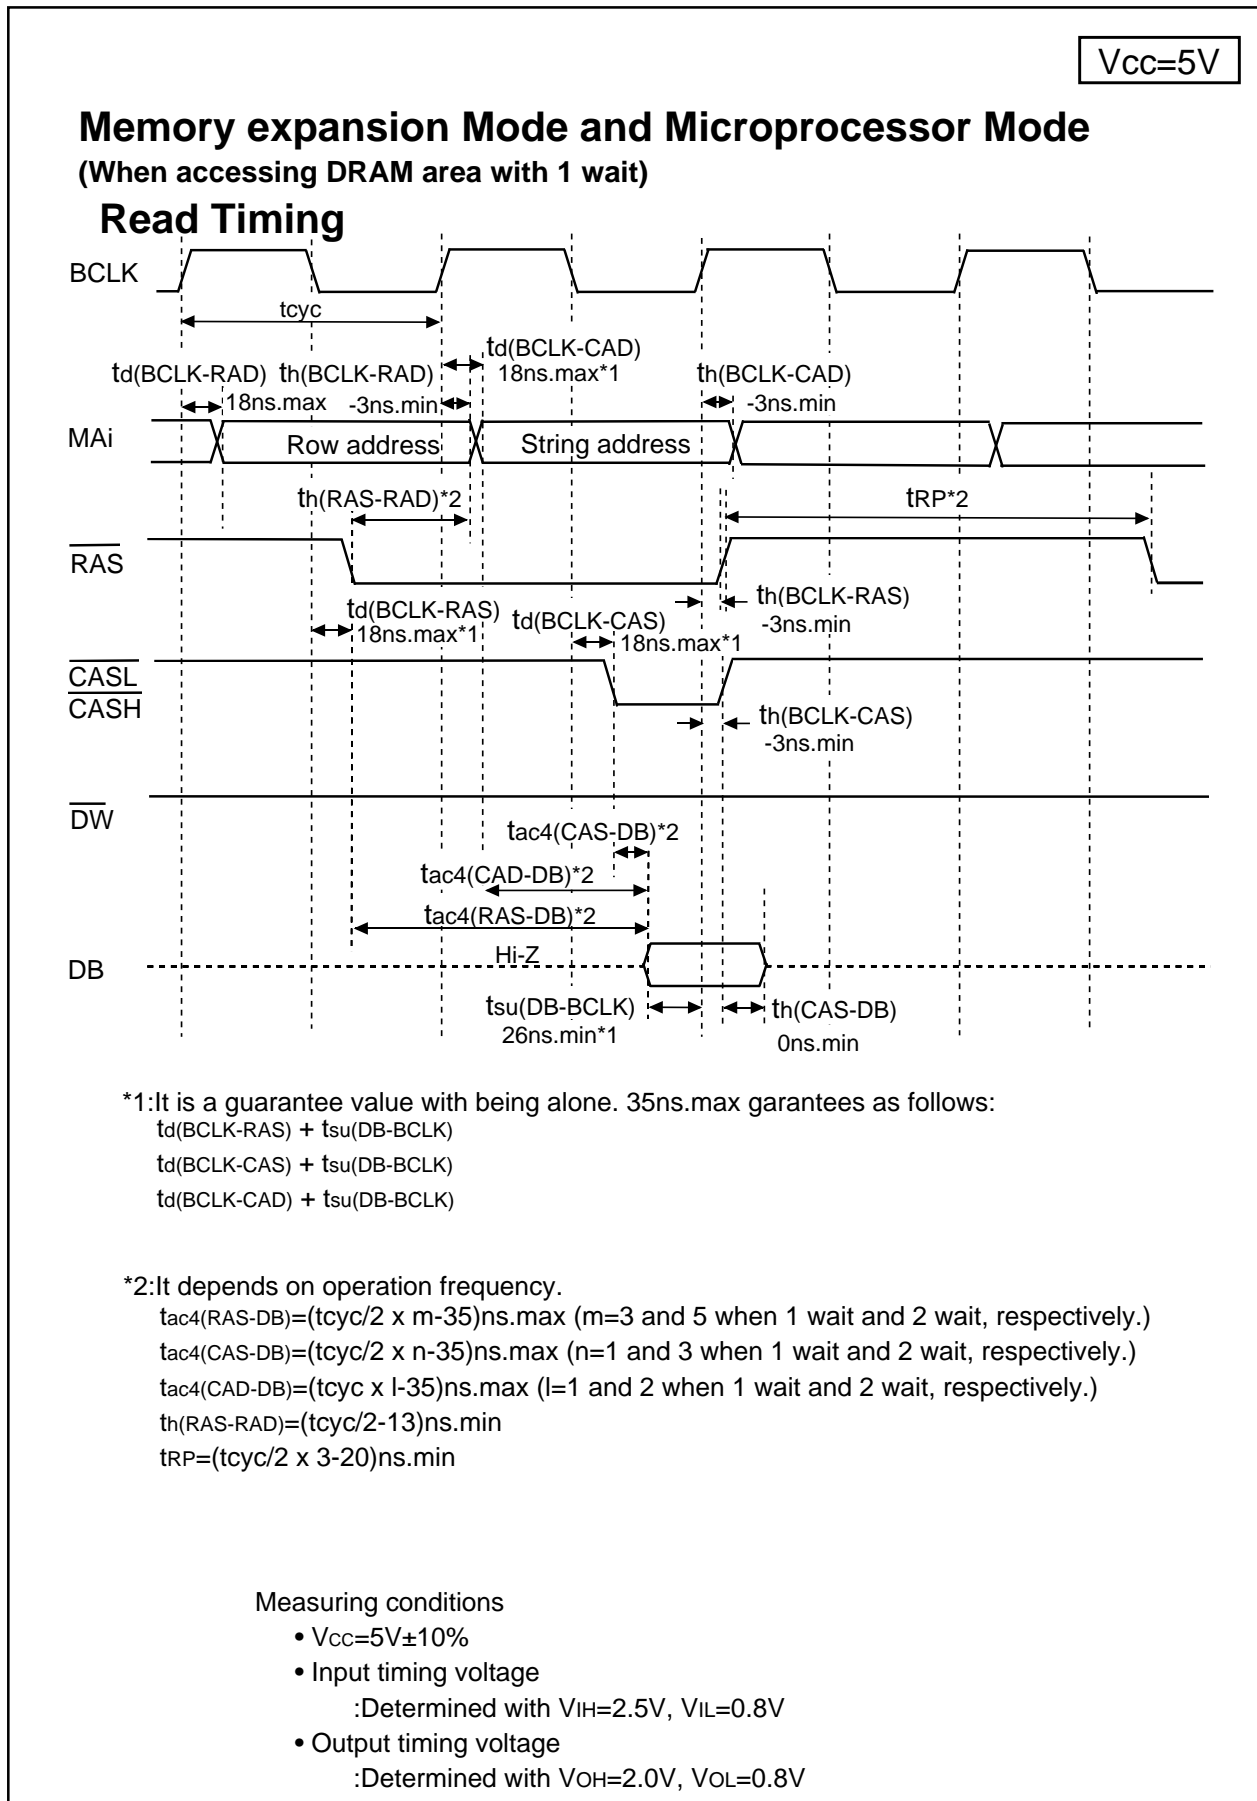 Vcc=5V
Memory expansion Mode and Microprocessor Mode
(When accessing DRAM area with 1 wait)
Read Timing
BCLK
tcyc
td(BCLK-CAD)
18ns.max*1
td(BCLK-RAD)
18ns.max
th(BCLK-RAD)
-3ns.min
th(BCLK-CAD)
-3ns.min
MAi
Row address
String address
th(RAS-RAD)*2
tRP*2
RAS
td(BCLK-RAS)
18ns.max*1
td(BCLK-CAS)
18ns.max*1
th(BCLK-RAS)
-3ns.min
CASL
CASH
th(BCLK-CAS)
-3ns.min
DW
tac4(CAS-DB)*2
tac4(CAD-DB)*2
tac4(RAS-DB)*2
Hi-Z
DB
tsu(DB-BCLK)
26ns.min*1
th(CAS-DB)
0ns.min
*1:It is a guarantee value with being alone. 35ns.max garantees as follows:
td(BCLK-RAS) + tsu(DB-BCLK)
td(BCLK-CAS) + tsu(DB-BCLK)
td(BCLK-CAD) + tsu(DB-BCLK)
*2:It depends on operation frequency.
tac4(RAS-DB)=(tcyc/2 x m-35)ns.max (m=3 and 5 when 1 wait and 2 wait, respectively.)
tac4(CAS-DB)=(tcyc/2 x n-35)ns.max (n=1 and 3 when 1 wait and 2 wait, respectively.)
tac4(CAD-DB)=(tcyc x l-35)ns.max (l=1 and 2 when 1 wait and 2 wait, respectively.)
th(RAS-RAD)=(tcyc/2-13)ns.min
tRP=(tcyc/2 x 3-20)ns.min
Measuring conditions
• VCC=5V±10%
• Input timing voltage
:Determined with VIH=2.5V, VIL=0.8V
• Output timing voltage
:Determined with VOH=2.0V, VOL=0.8V